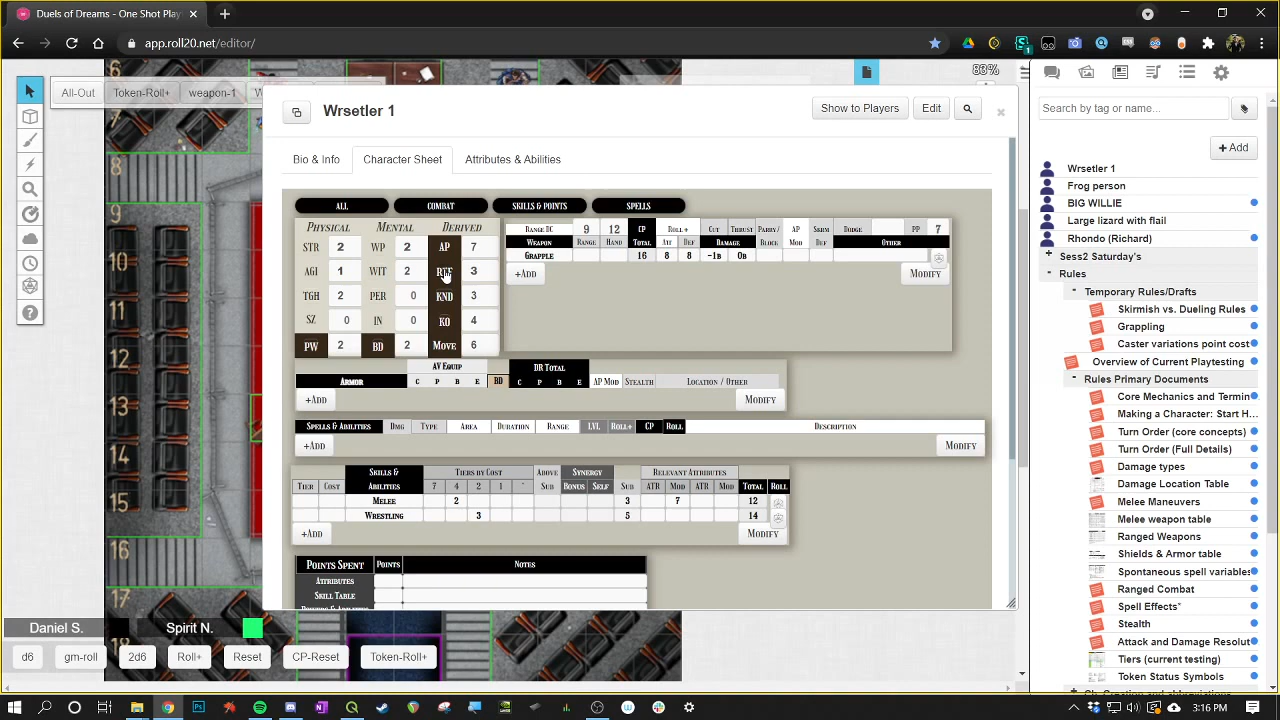 Duels of Dreams - One Shot Play
app.roll20.net/editor/
All-Out
Token-Roll+
weapon-1
83%
6
7
8
9
10
11
12
13
15
16
17
Wrsetler 1
Show to Players
Edit
Bio & Info
Character Sheet
Attributes & Abilities
ALL
COMBAT
SKILLS & POINTS
SPELLS
PHYSICAL MENTAL DERIVED
STR 2 WP 2 AP 7
AGI 1 WIT 2 3
TGH 2 PER 0 KND 3
SZ 0 IN 0 KO 4
PW 2 BD 2 MOVE 6
RANGE DC 9 12 CP ROLL+ CUT THRUST PARRY/ AP SKRM DODGE PP 7
WEAPON RANGE HAND TOTAL ATT DEF DAMAGE BLOCK MOD DEF OTHER
GRAPPLE 16 8 8 -1B 0B
+ADD
MODIFY
AV EQUIP DR TOTAL
ARMOR C P B E BD C P B E AP MOD STEALTH LOCATION / OTHER
+ADD
MODIFY
SPELLS & ABILITIES DMG TYPE AREA DURATION RANGE LVL ROLL+ CP ROLL DESCRIPTION
+ADD
MODIFY
SKILLS & TIERS BY COST ABOVE SYNERGY RELEVANT ATTRIBUTES
TIER COST ABILITIES 7 4 2 1 * SUB BONUS SELF SUB ATR MOD ATR MOD TOTAL ROLL
MELEE 2 3 7 12
WRESTLING 3 5 14
+ADD
MODIFY
POINTS SPENT POINTS NOTES
ATTRIBUTES
SKILL TABLE
Daniel S.
Spirit N.
d6
gm-roll
2d6
Roll+
Reset
CP-Reset
Token-Roll+
Search by tag or name...
+ Add
Wrsetler 1
Frog person
BIG WILLIE
Large lizard with flail
Rhondo (Richard)
Sess2 Saturday's
Rules
Temporary Rules/Drafts
Skirmish vs. Dueling Rules
Grappling
Caster variations point cost
Overview of Current Playtesting
Rules Primary Documents
Core Mechanics and Termin
Making a Character: Start H...
Turn Order (core concepts)
Turn Order (Full Details)
Damage types
Damage Location Table
Melee Maneuvers
Melee weapon table
Ranged Weapons
Shields & Armor table
Spontaneous spell variables
Ranged Combat
Spell Effects*
Stealth
Attack and Damage Resolut
Tiers (current testing)
Token Status Symbols
3:16 PM